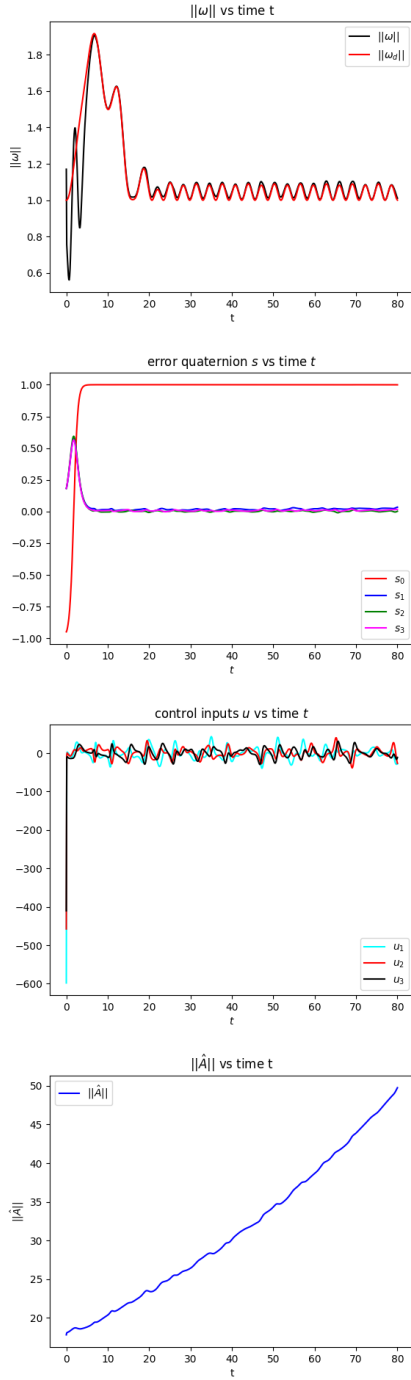 ||ω|| vs time t
||ω||
||ω_d||
1.8
1.6
1.4
1.2
1.0
0.8
0.6
||ω||
0 10 20 30 40 50 60 70 80
t
error quaternion s vs time t
1.00
0.75
0.50
0.25
0.00
−0.25
−0.50
−0.75
−1.00
s_0
s_1
s_2
s_3
0 10 20 30 40 50 60 70 80
t
control inputs u vs time t
0
−100
−200
−300
−400
−500
−600
u_1
u_2
u_3
0 10 20 30 40 50 60 70 80
t
||Â|| vs time t
||Â||
50
45
40
35
30
25
20
||Â||
0 10 20 30 40 50 60 70 80
t